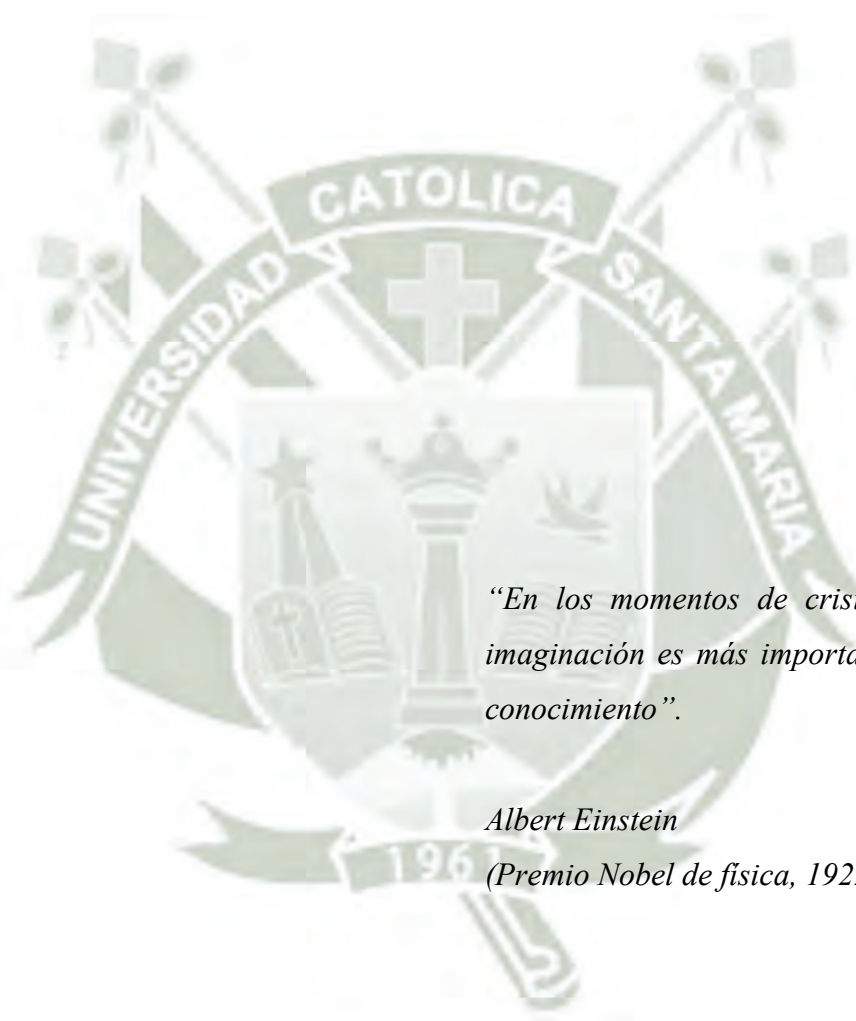 CATOLICA
UNIVERSIDAD
SANTA MARIA
“En los momentos de
imaginación es más
conocimiento”.
Albert Einstein
(Premio Nobel de física,
1961